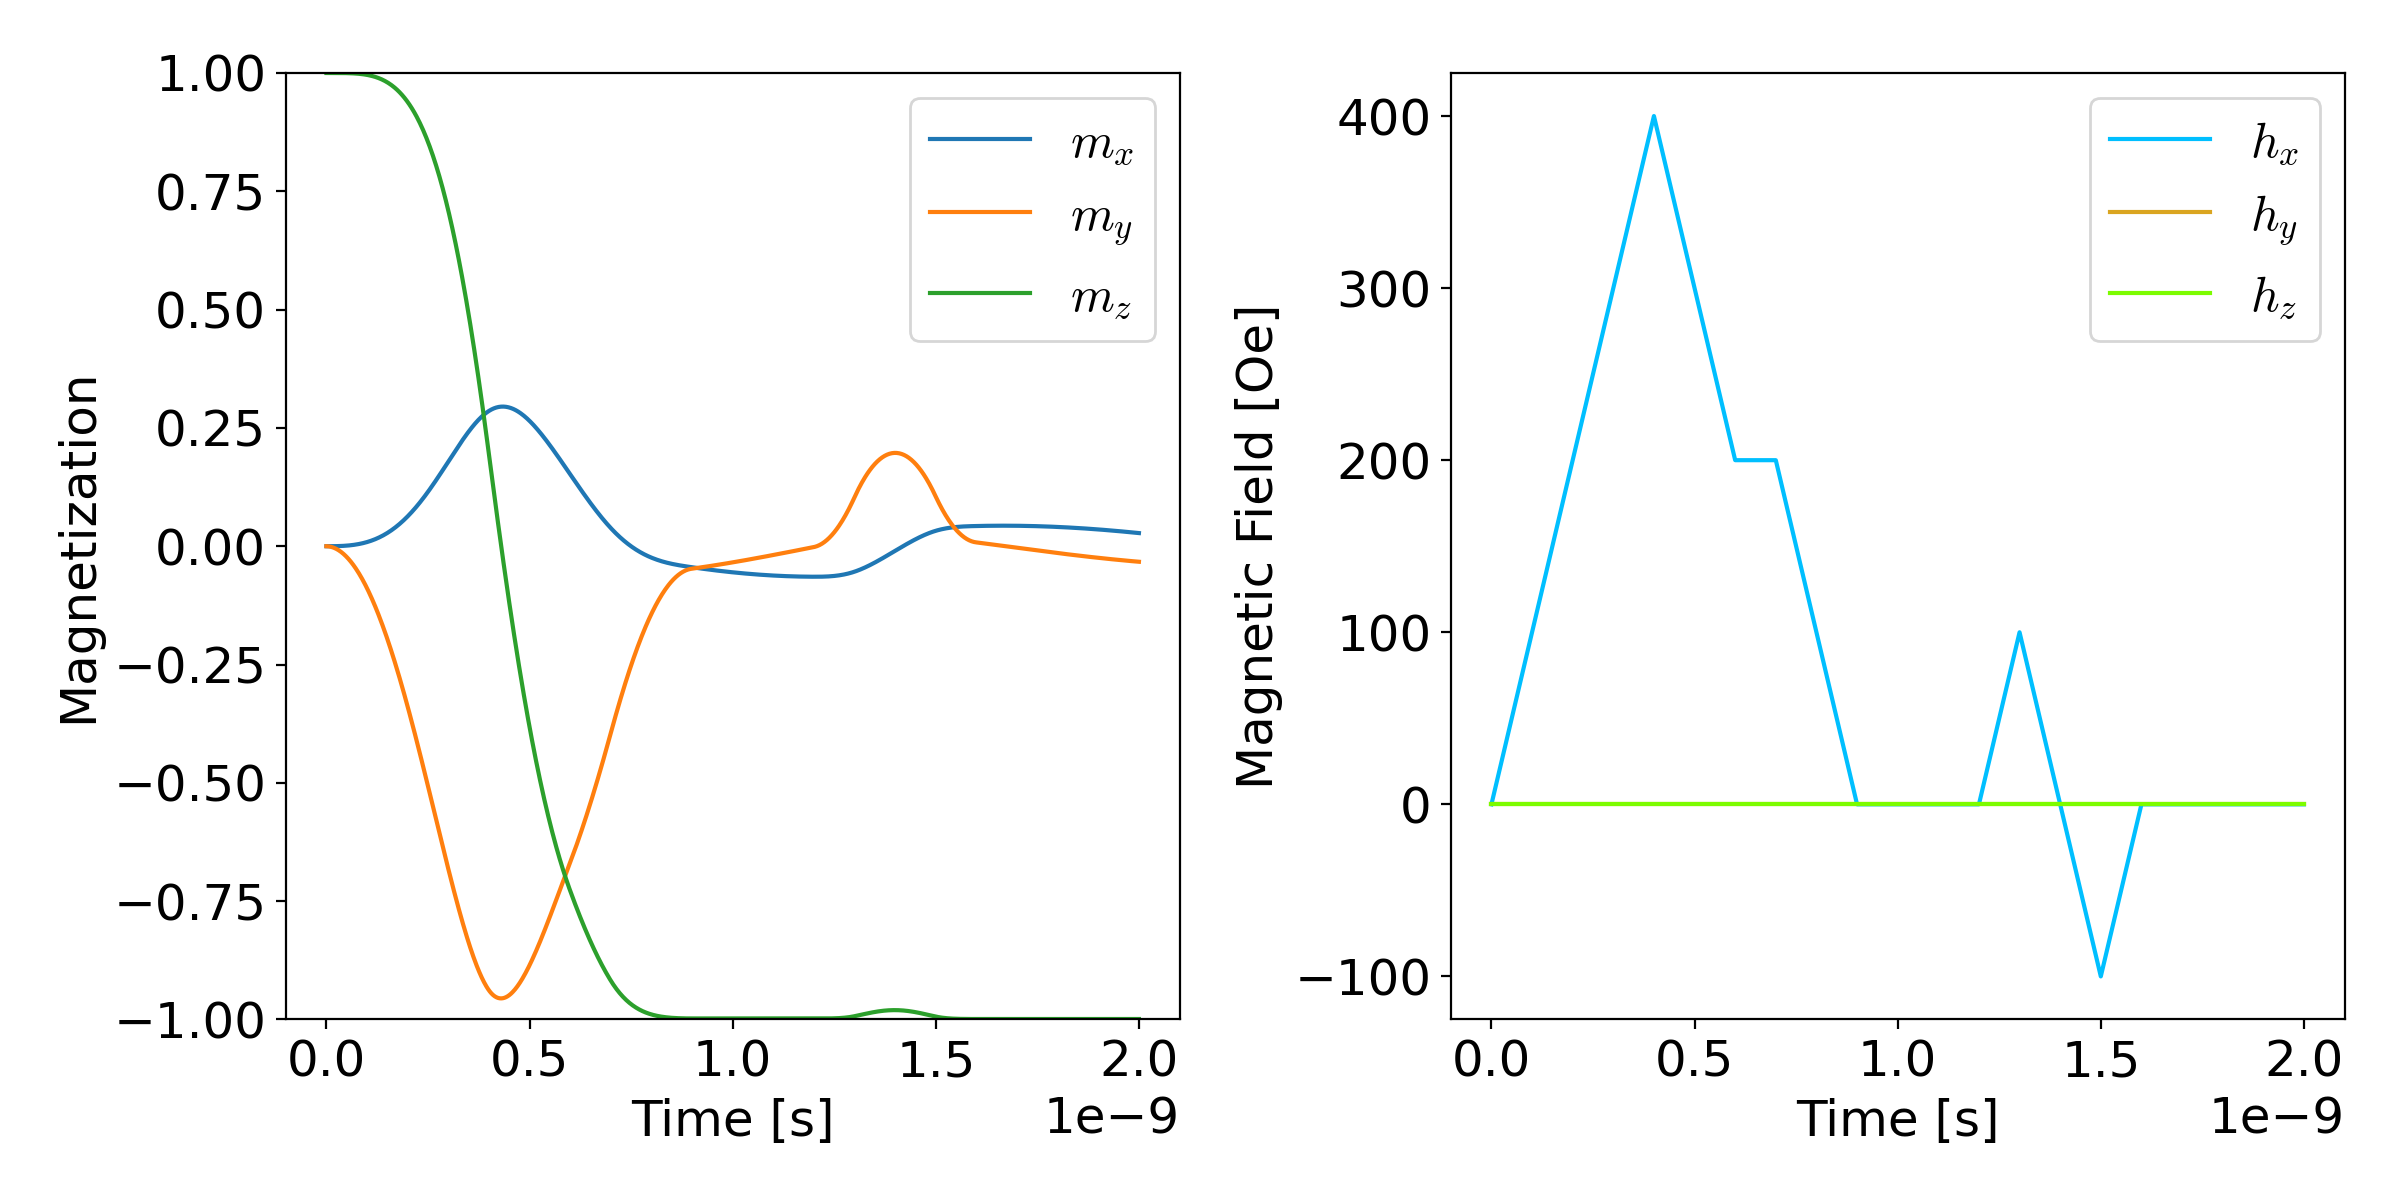 Magnetization
1.00
0.75
0.50
0.25
0.00
−0.25
−0.50
−0.75
−1.00
0.0 0.5 1.0 1.5 2.0
Time [s]
1e−9
m_x
m_y
m_z
Magnetic Field [Oe]
400
300
200
100
0
−100
0.0 0.5 1.0 1.5 2.0
Time [s]
1e−9
h_x
h_y
h_z